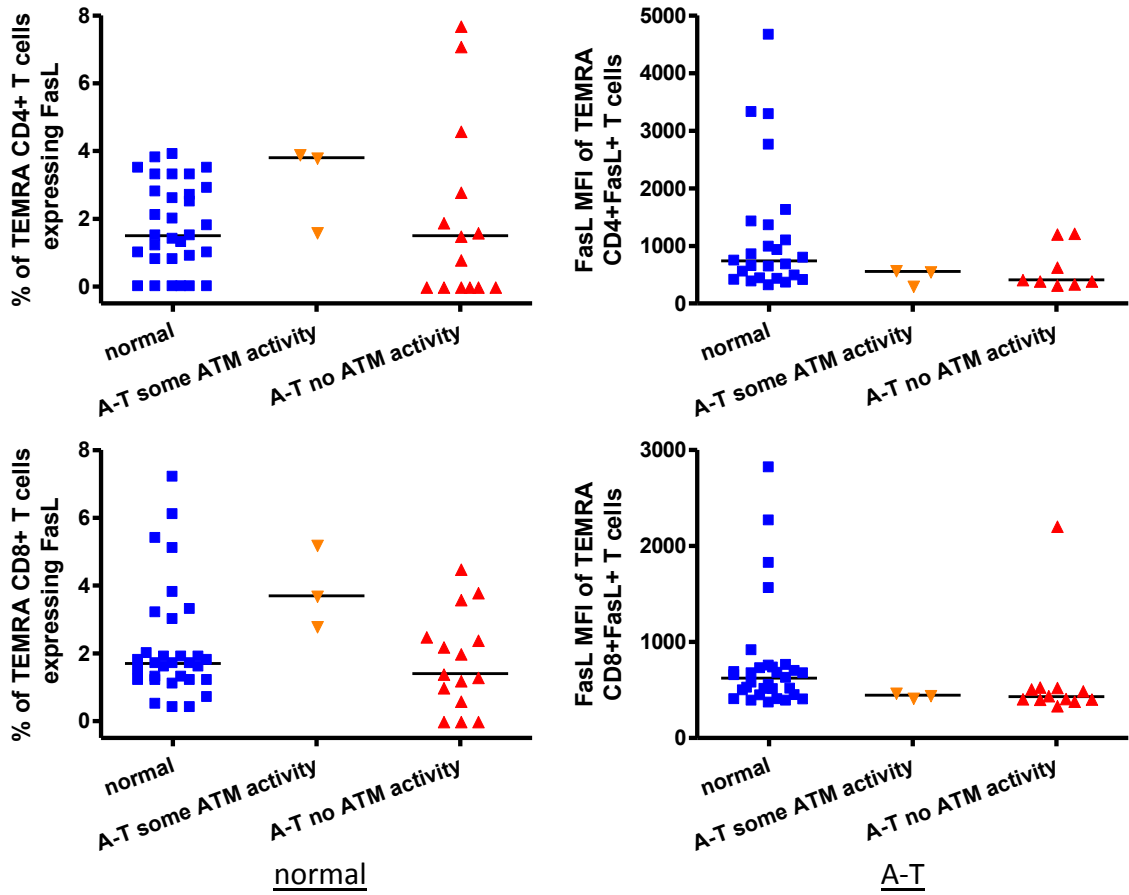 % of TEMRA CD4+ T cells
expressing FasL
8
6
4
2
0
normal
A-T some ATM activity
A-T no ATM activity
FasL MFI of TEMRA
CD4+FasL+ T cells
5000
4000
3000
2000
1000
0
normal
A-T some ATM activity
A-T no ATM activity
% of TEMRA CD8+ T cells
expressing FasL
8
6
4
2
0
normal
A-T some ATM activity
A-T no ATM activity
FasL MFI of TEMRA
CD8+FasL+ T cells
3000
2000
1000
0
normal
A-T some ATM activity
A-T no ATM activity
normal
A-T